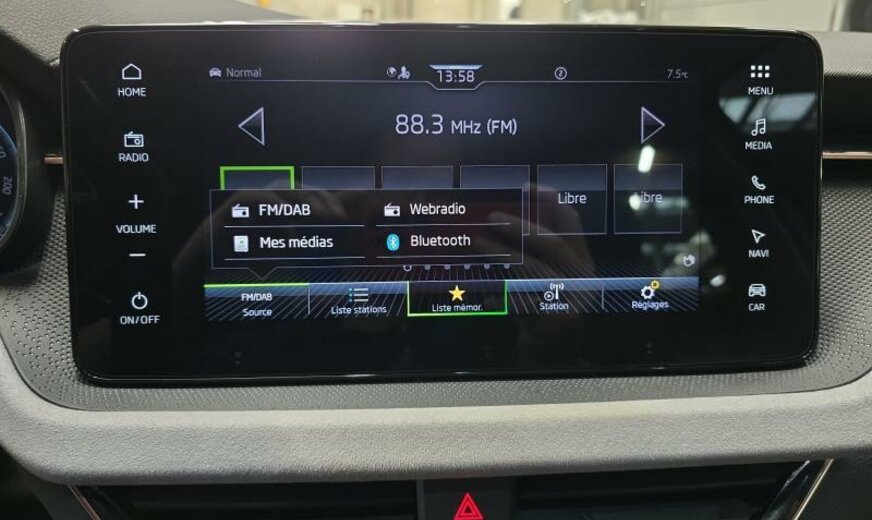 HOME
RADIO
VOLUME
ON/OFF
Normal
13:58
7.5°C
88.3 MHz (FM)
Libre
Libre
FM/DAB
Webradio
Mes médias
Bluetooth
FM/DAB
Source
Liste stations
Liste mémor.
Station
Réglages
MENU
MEDIA
PHONE
NAVI
CAR
200